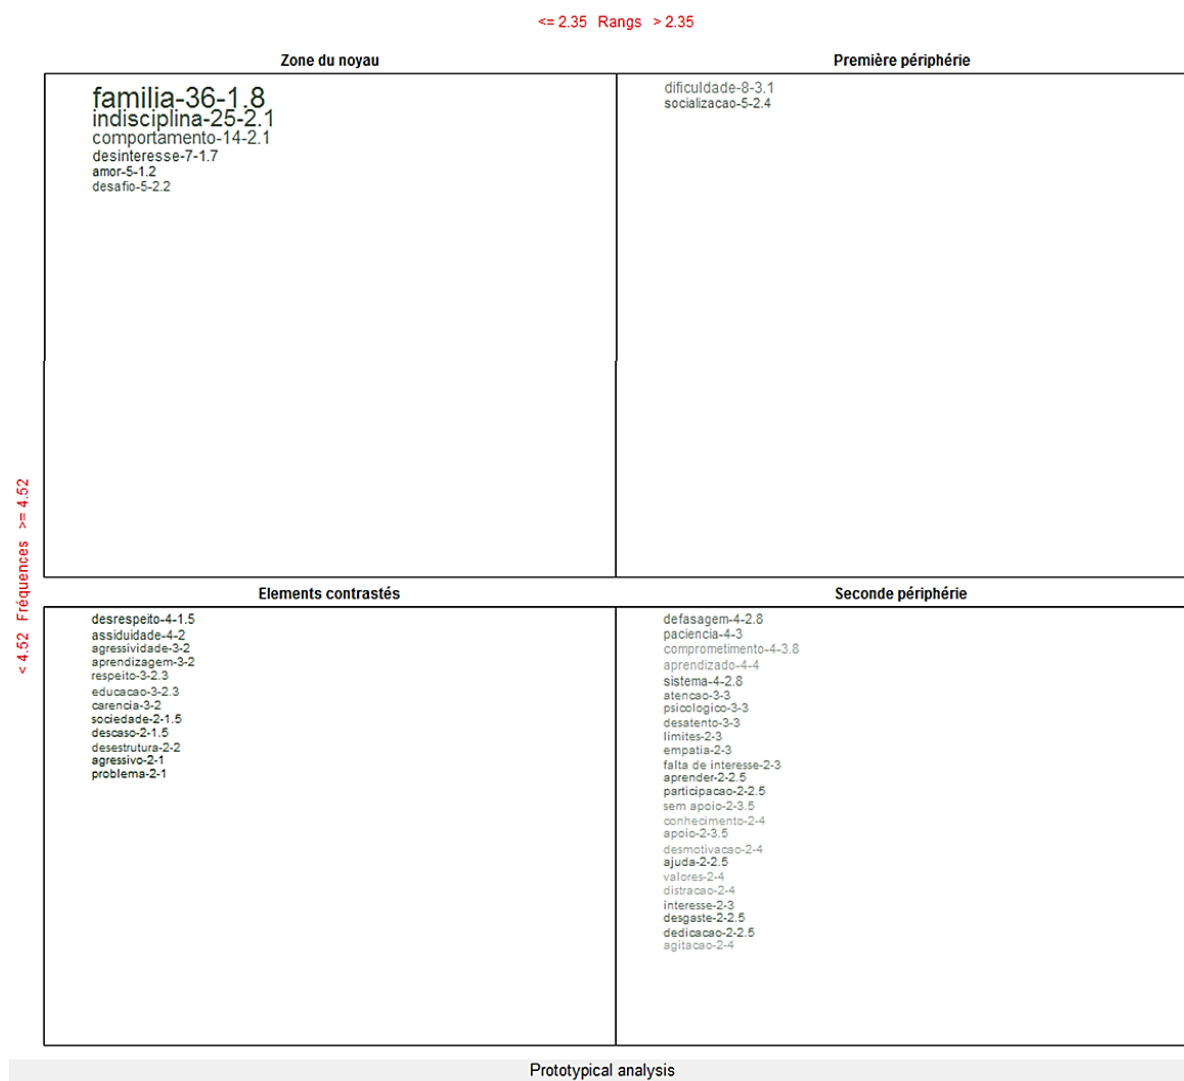 <= 2.35 Rangs > 2.35
Zone du noyau
familia-36-1.8
indisciplina-25-2.1
comportamento-14-2.1
desinteresse-7-1.7
amor-5-1.2
desafio-5-2.2
Première périphérie
dificuldade-8-3.1
socializacao-5-2.4
< 4.52 Fréquences >= 4.52
Elements contrastés
desrespeito-4-1.5
assiduidade-4-2
agressividade-3-2
aprendizagem-3-2
respeito-3-2.3
educacao-3-2.3
carencia-3-2
sociedade-2-1.5
descaso-2-1.5
desestrutura-2-2
agressivo-2-1
problema-2-1
Seconde périphérie
defasagem-4-2.8
paciencia-4-3
comprometimento-4-3.8
aprendizado-4-4
sistema-4-2.8
atencao-3-3
psicologico-3-3
desatento-3-3
limites-2-3
empatia-2-3
falta de interesse-2-3
aprender-2-2.5
participacao-2-2.5
sem apoio-2-3.5
conhecimento-2-4
apoio-2-3.5
desmotivacao-2-4
ajuda-2-2.5
valores-2-4
distracao-2-4
interesse-2-3
desgaste-2-2.5
dedicacao-2-2.5
agitacao-2-4
Prototypical analysis